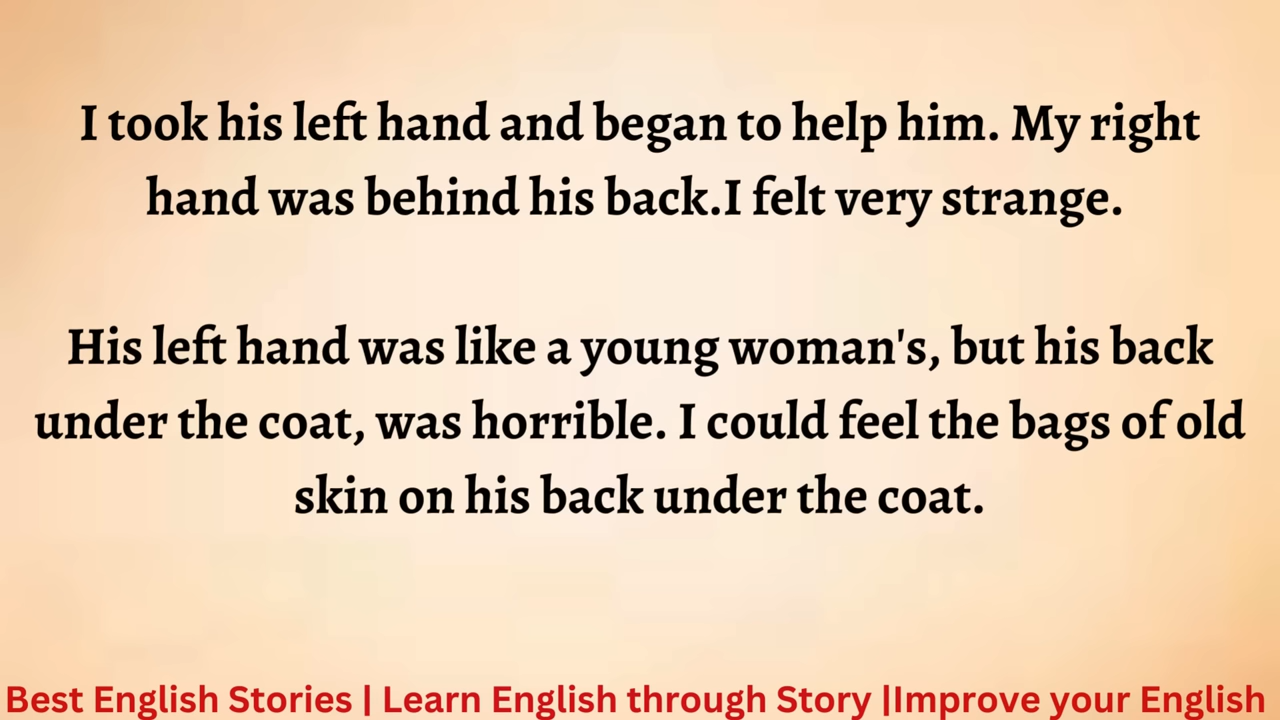 I took his left hand and began to help him. My right
hand was behind his back.I felt very strange.
His left hand was like a young woman's, but his back
under the coat, was horrible. I could feel the bags of old
skin on his back under the coat.
Best English Stories | Learn English through Story |Improve your English